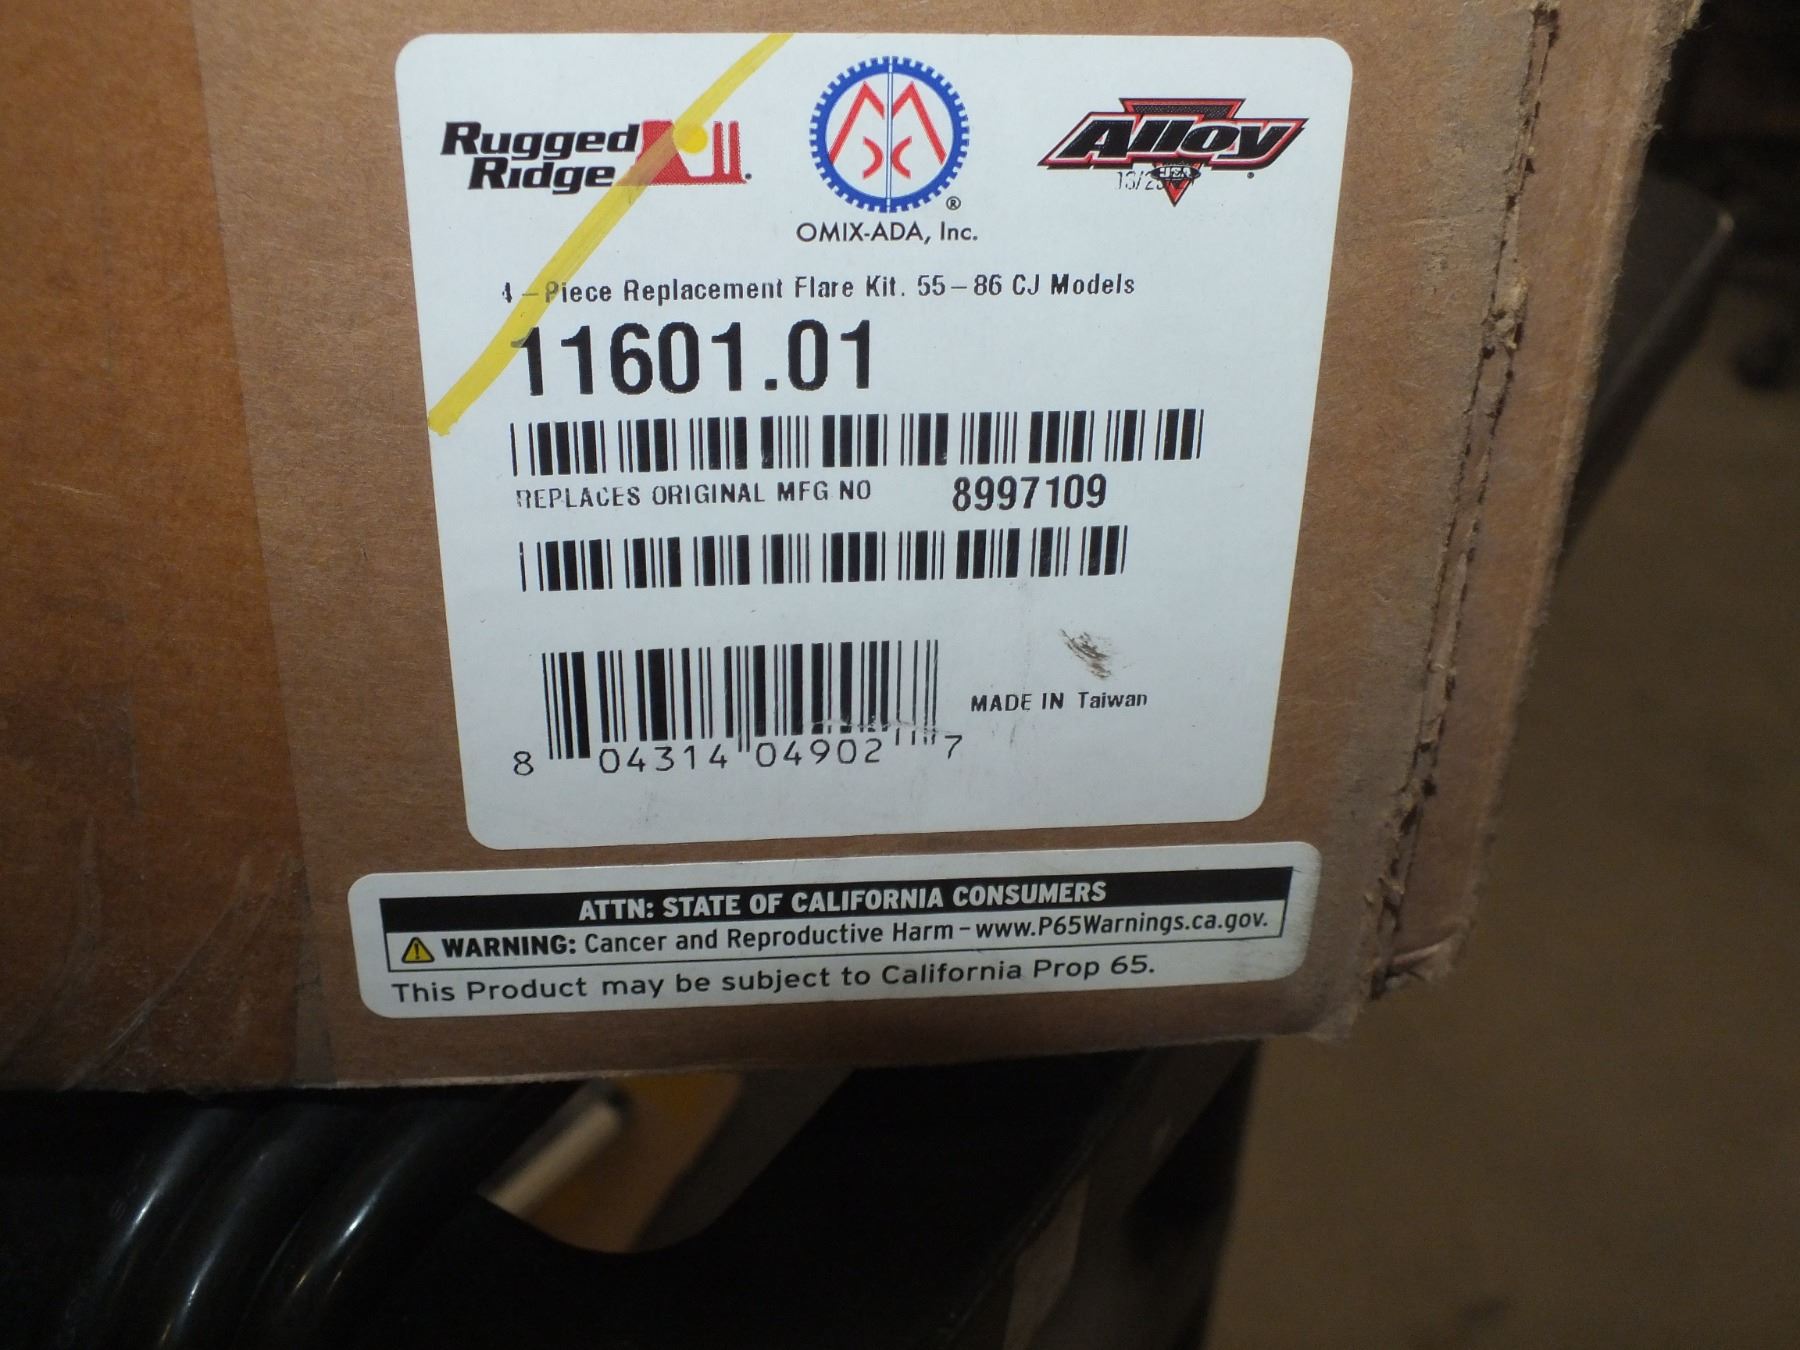 Rugged
Ridge
Alloy
USA
OMIX-ADA, Inc.
4-Piece Replacement Flare Kit. 55-86 CJ Models
11601.01
REPLACES ORIGINAL MFG NO 8997109
MADE IN Taiwan
8 04314 04902 7
ATTN: STATE OF CALIFORNIA CONSUMERS
WARNING: Cancer and Reproductive Harm - www.P65Warnings.ca.gov.
This Product may be subject to California Prop 65.